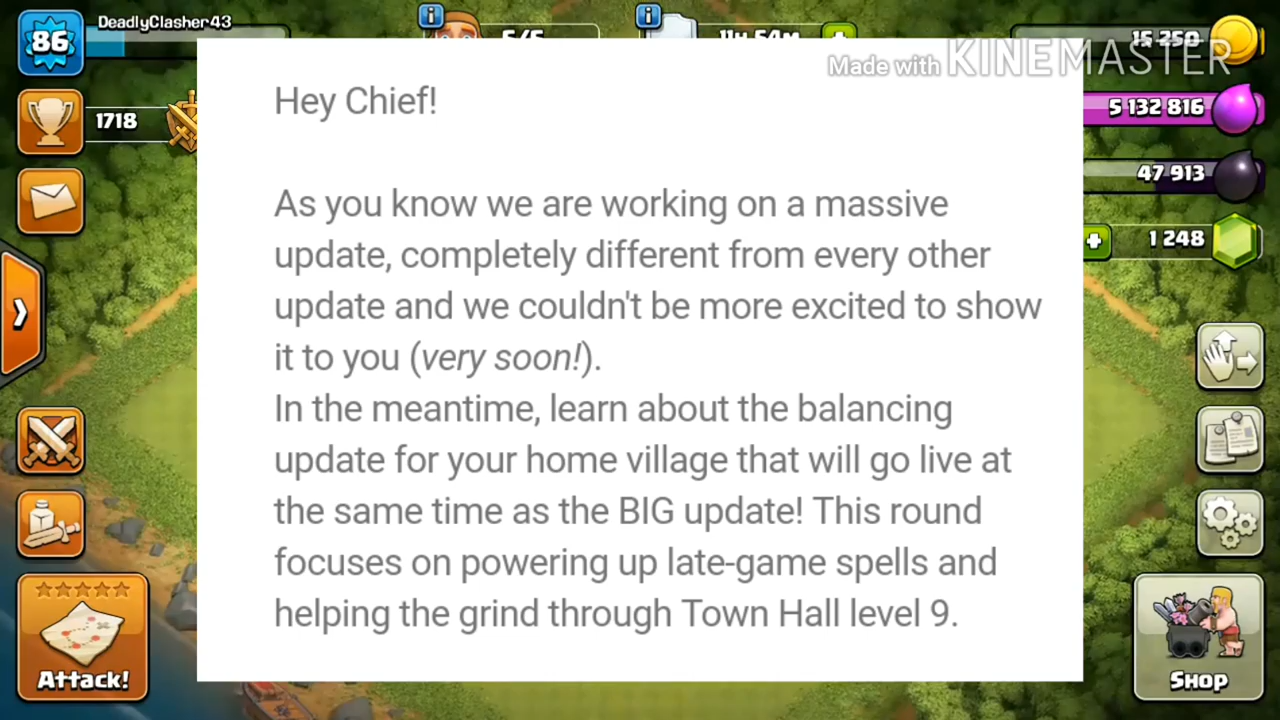 86
DeadlyClasher43
5/5
11H 54M
15 250
Made with KINEMASTER
1718
5 132 816
47 913
1 248
Hey Chief!
As you know we are working on a massive
update, completely different from every other
update and we couldn't be more excited to show
it to you (very soon!).
In the meantime, learn about the balancing
update for your home village that will go live at
the same time as the BIG update! This round
focuses on powering up late-game spells and
helping the grind through Town Hall level 9.
Attack!
Shop